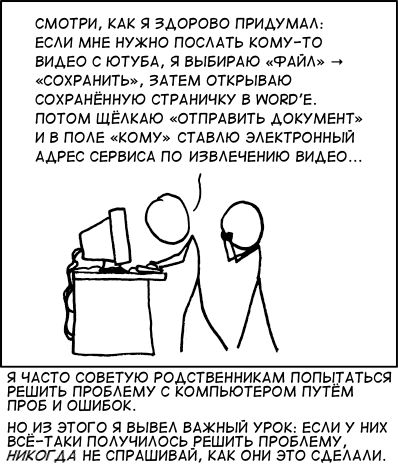 СМОТРИ, КАК Я ЗДОРОВО ПРИДУМАЛ:
ЕСЛИ МНЕ НУЖНО ПОСЛАТЬ КОМУ-ТО
ВИДЕО С ЮТУБА, Я ВЫБИРАЮ «ФАЙЛ» →
«СОХРАНИТЬ», ЗАТЕМ ОТКРЫВАЮ
СОХРАНЁННУЮ СТРАНИЧКУ В WORD'Е.
ПОТОМ ЩЁЛКАЮ «ОТПРАВИТЬ ДОКУМЕНТ»
И В ПОЛЕ «КОМУ» СТАВЛЮ ЭЛЕКТРОННЫЙ
АДРЕС СЕРВИСА ПО ИЗВЛЕЧЕНИЮ ВИДЕО...
Я ЧАСТО СОВЕТУЮ РОДСТВЕННИКАМ ПОПЫТАТЬСЯ
РЕШИТЬ ПРОБЛЕМУ С КОМПЬЮТЕРОМ ПУТЁМ
ПРОБ И ОШИБОК.
НО ИЗ ЭТОГО Я ВЫВЕЛ ВАЖНЫЙ УРОК: ЕСЛИ У НИХ
ВСЁ-ТАКИ ПОЛУЧИЛОСЬ РЕШИТЬ ПРОБЛЕМУ,
НИКОГДА НЕ СПРАШИВАЙ, КАК ОНИ ЭТО СДЕЛАЛИ.